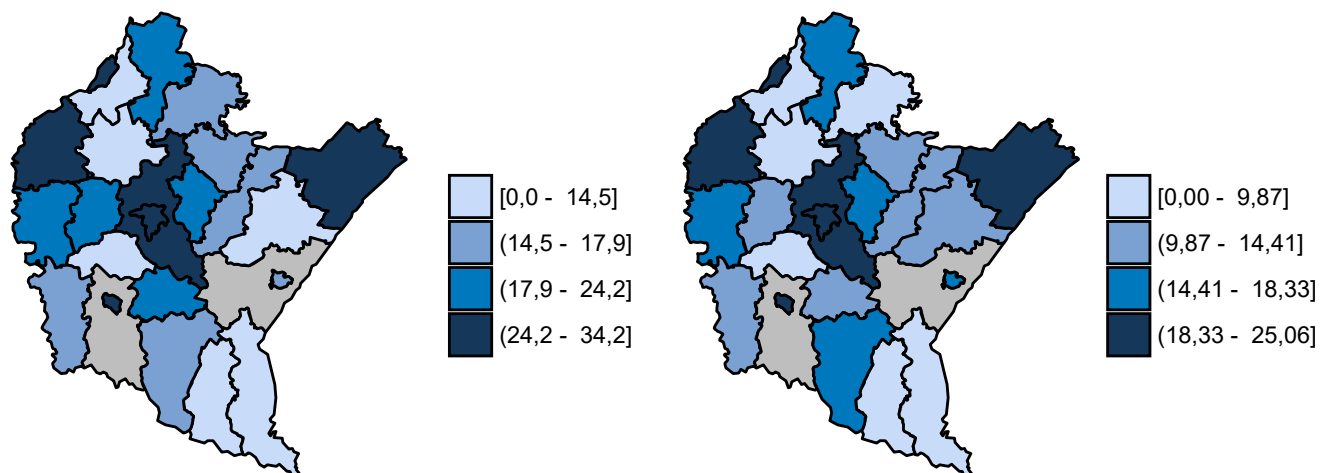 [0,0 - 14,5]
(14,5 - 17,9]
(17,9 - 24,2]
(24,2 - 34,2]
[0,00 - 9,87]
(9,87 - 14,41]
(14,41 - 18,33]
(18,33 - 25,06]